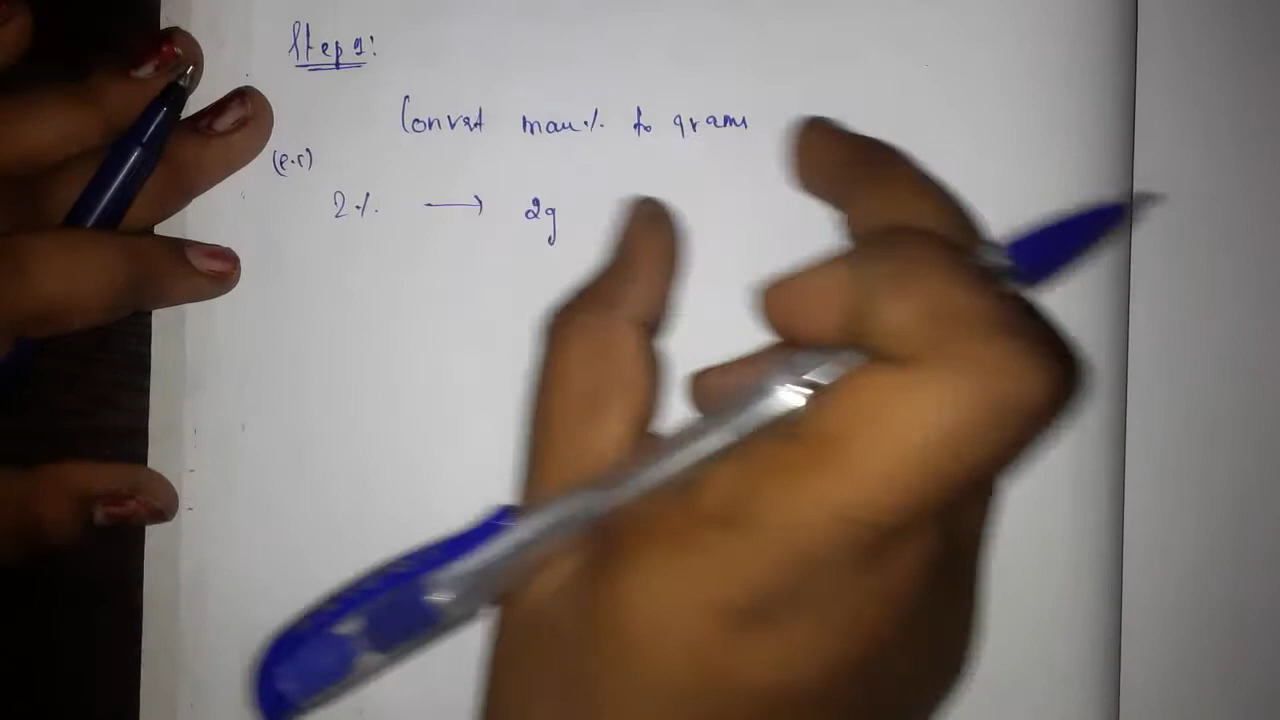 Step 1:
Convert mass % to grams
(e.x)
2% → 2g